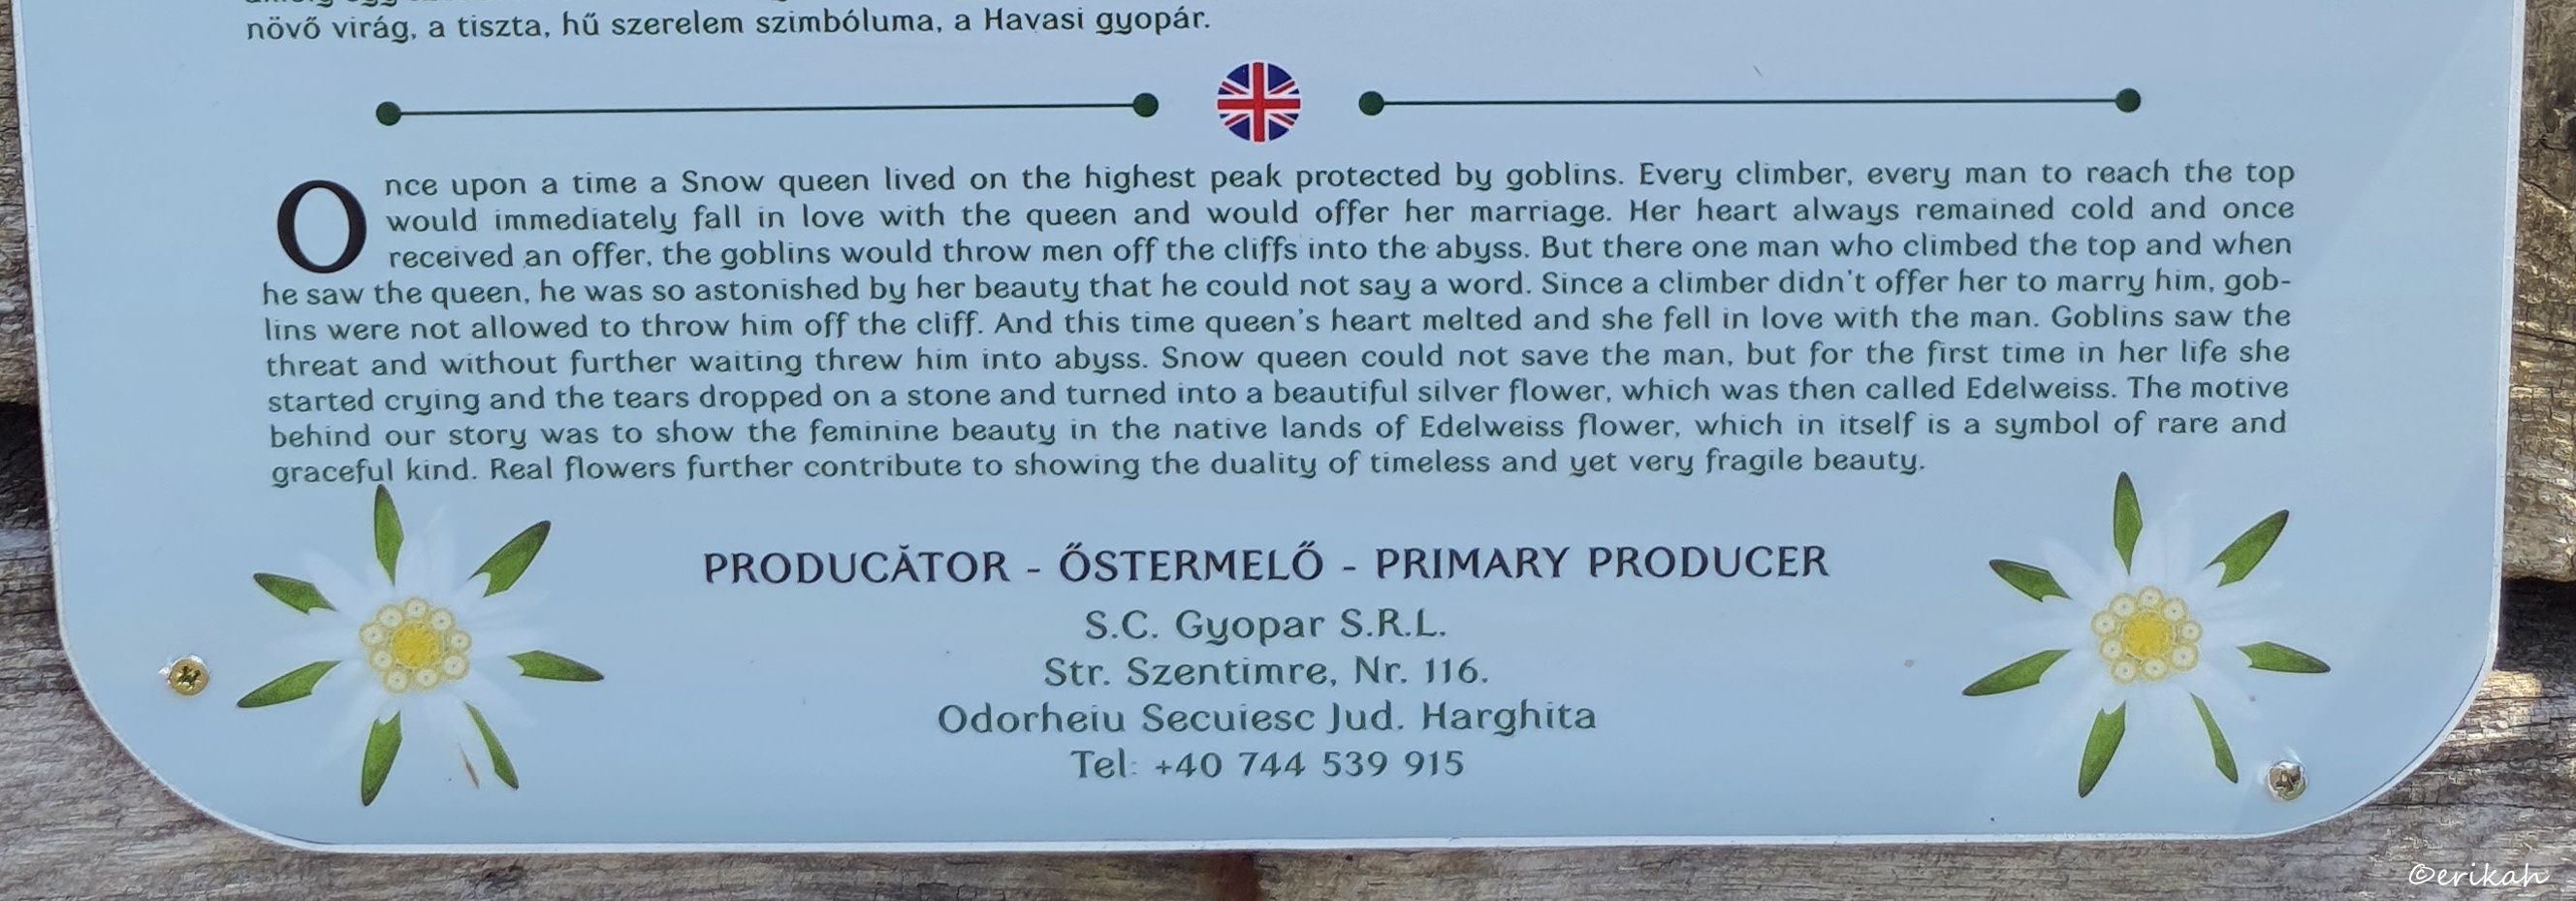 növő virág, a tiszta, hű szerelem szimbóluma, a Havasi gyopár.
Once upon a time a Snow queen lived on the highest peak protected by goblins. Every climber, every man to reach the top
would immediately fall in love with the queen and would offer her marriage. Her heart always remained cold and once
received an offer, the goblins would throw men off the cliffs into the abyss. But there one man who climbed the top and when
he saw the queen, he was so astonished by her beauty that he could not say a word. Since a climber didn't offer her to marry him, gob-
lins were not allowed to throw him off the cliff. And this time queen's heart melted and she fell in love with the man. Goblins saw the
threat and without further waiting threw him into abyss. Snow queen could not save the man, but for the first time in her life she
started crying and the tears dropped on a stone and turned into a beautiful silver flower, which was then called Edelweiss. The motive
behind our story was to show the feminine beauty in the native lands of Edelweiss flower, which in itself is a symbol of rare and
graceful kind. Real flowers further contribute to showing the duality of timeless and yet very fragile beauty.
PRODUCĂTOR - ŐSTERMELŐ - PRIMARY PRODUCER
S.C. Gyopar S.R.L.
Str. Szentimre, Nr. 116.
Odorheiu Secuiesc Jud. Harghita
Tel: +40 744 539 915
©erikah